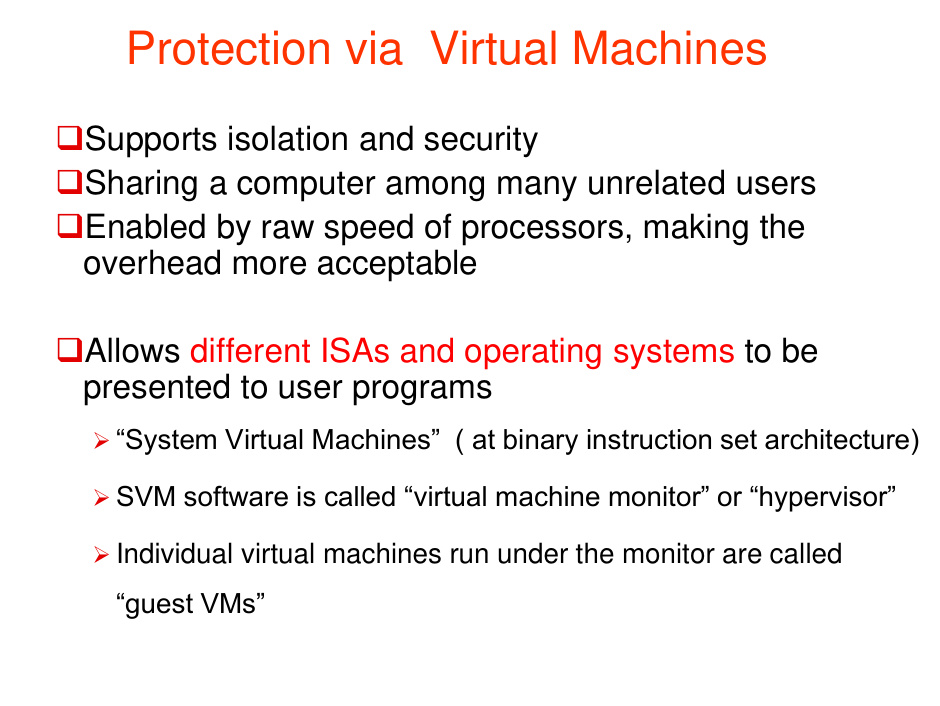 Protection via  Virtual Machines
❑Supports isolation and security
❑Sharing a computer among many unrelated users
❑Enabled by raw speed of processors, making the
overhead more acceptable
❑Allows different ISAs and operating systems to be
presented to user programs
➢ “System Virtual Machines”  ( at binary instruction set architecture)
➢ SVM software is called “virtual machine monitor” or “hypervisor”
➢ Individual virtual machines run under the monitor are called
“guest VMs”